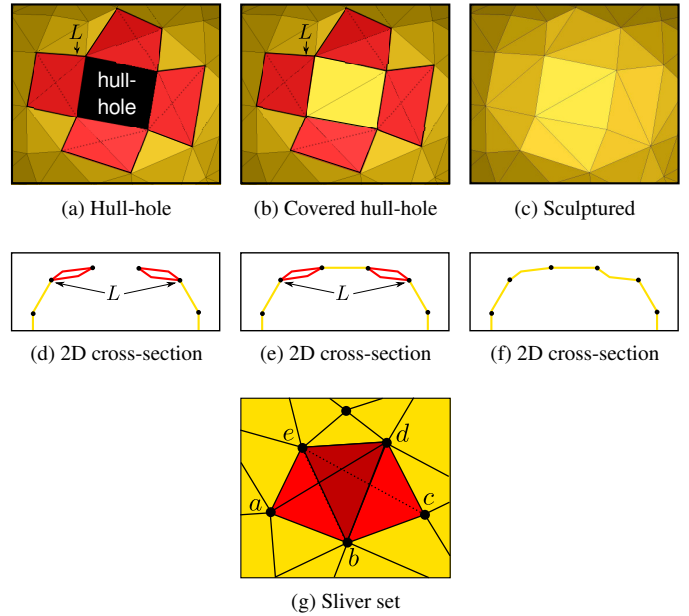 L
hull-
hole
L
(a) Hull-hole
(b) Covered hull-hole
(c) Sculptured
L
L
(d) 2D cross-section
(e) 2D cross-section
(f) 2D cross-section
e
d
a
c
b
(g) Sliver set